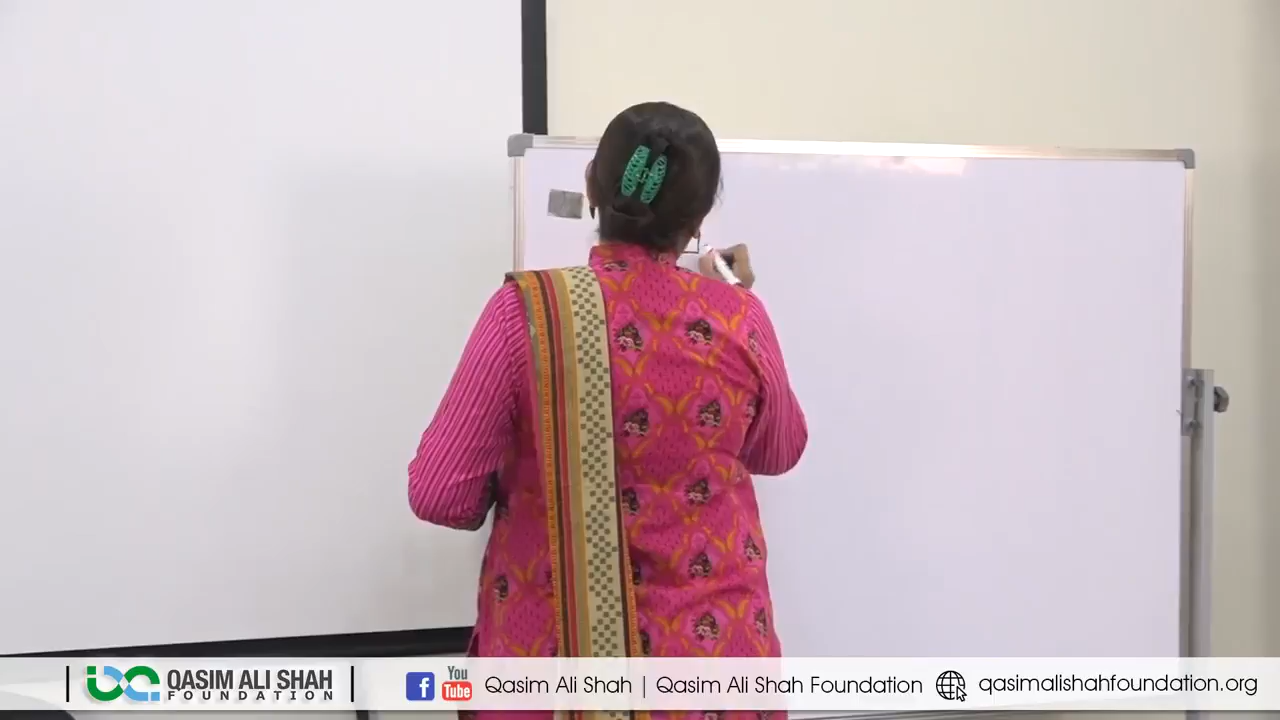 QASIM ALI SHAH
FOUNDATION
You
Tube
Qasim Ali Shah | Qasim Ali Shah Foundation
qasimalishahfoundation.org